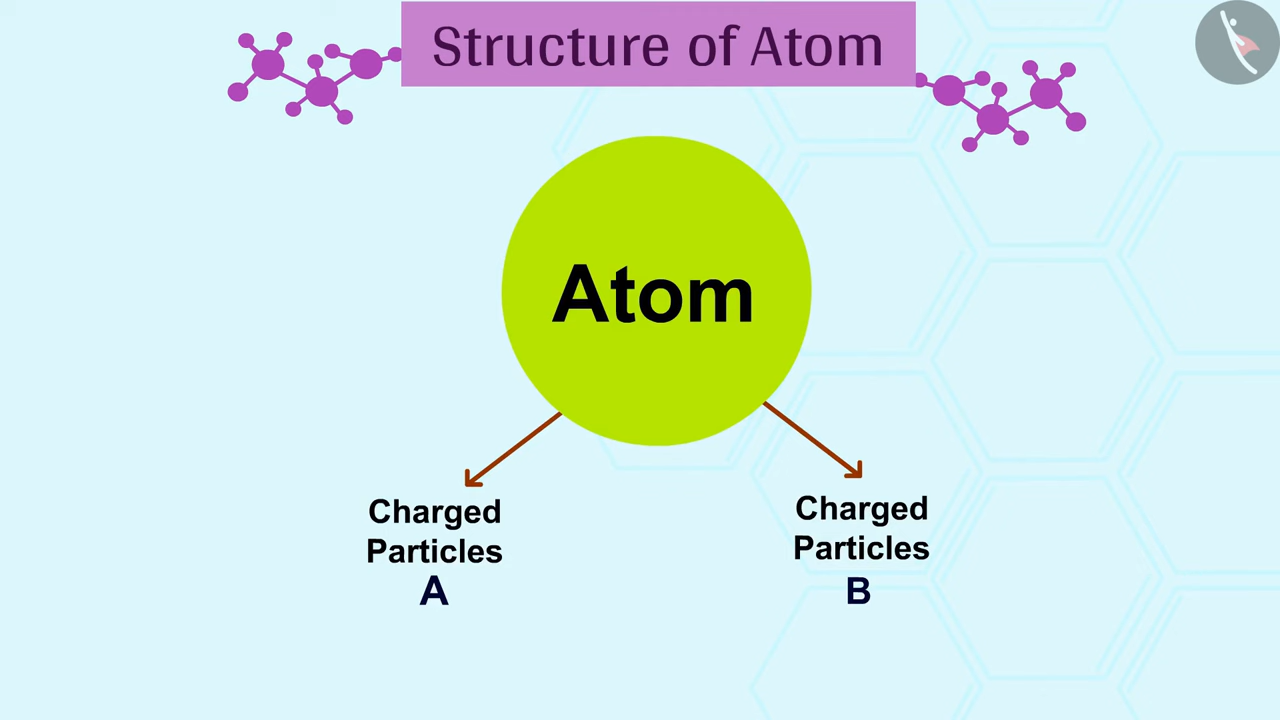 Structure of Atom
Atom
Charged
Particles
A
Charged
Particles
B